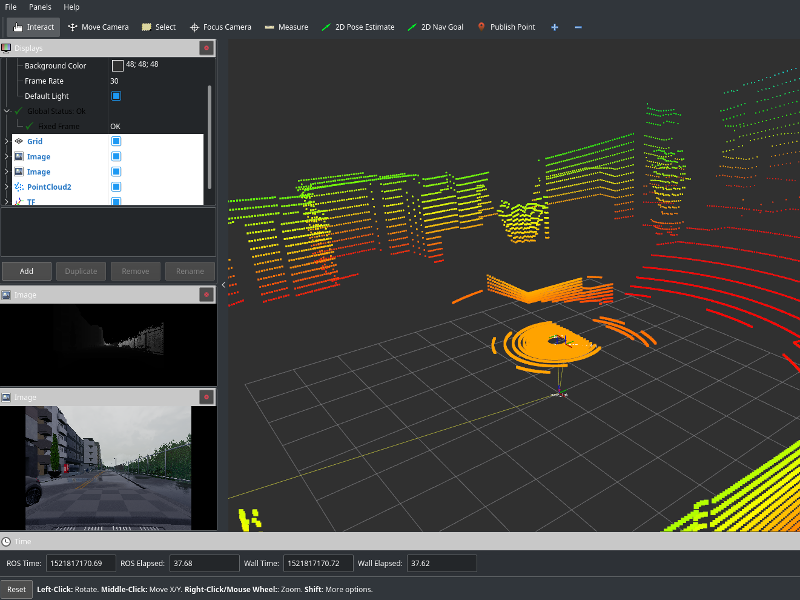 File Panels Help
Interact Move Camera Select Focus Camera Measure 2D Pose Estimate 2D Nav Goal Publish Point
Displays
Background Color 48; 48; 48
Frame Rate 30
Default Light
Global Status: Ok
Fixed Frame OK
Grid
Image
Image
PointCloud2
TF
Add Duplicate Remove Rename
Image
Image
Time
ROS Time: 1521817170.69 ROS Elapsed: 37.68 Wall Time: 1521817170.72 Wall Elapsed: 37.62
Reset Left-Click: Rotate. Middle-Click: Move X/Y. Right-Click/Mouse Wheel:: Zoom. Shift: More options.